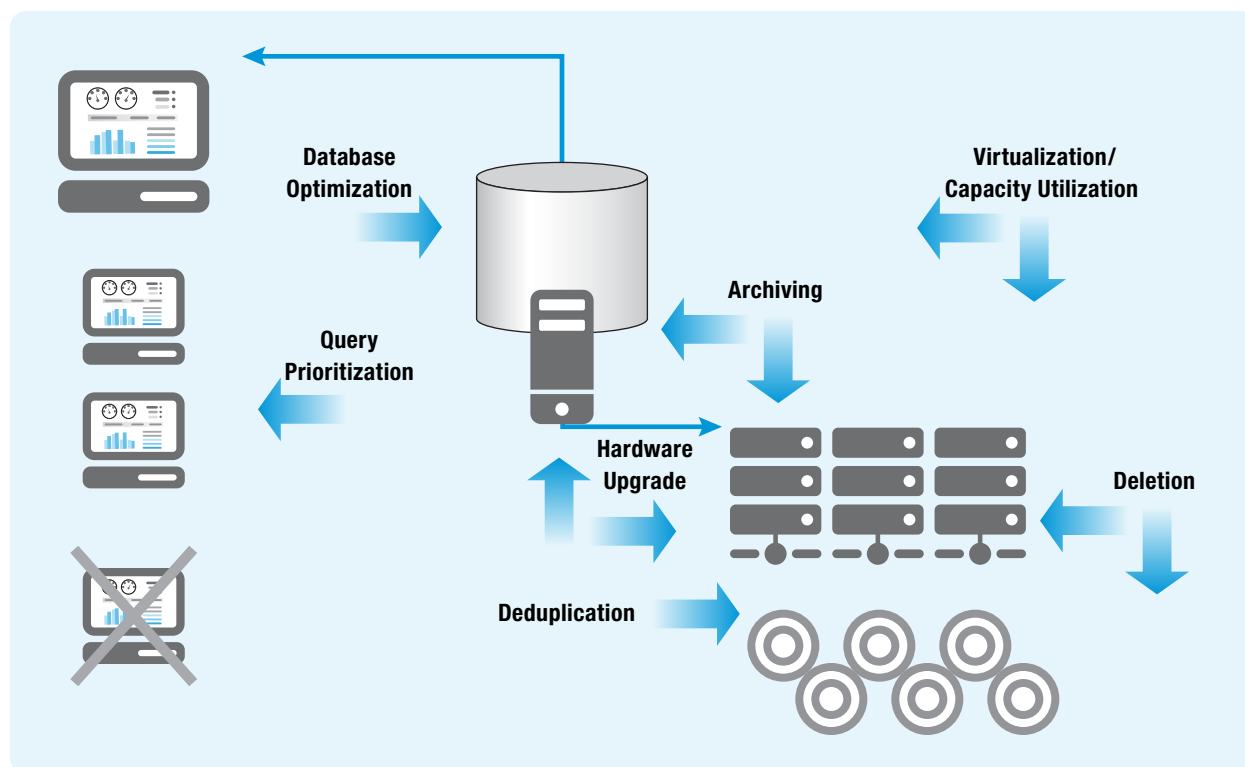 Database
Optimization
Virtualization/
Capacity Utilization
Archiving
Query
Prioritization
Hardware
Upgrade
Deletion
Deduplication